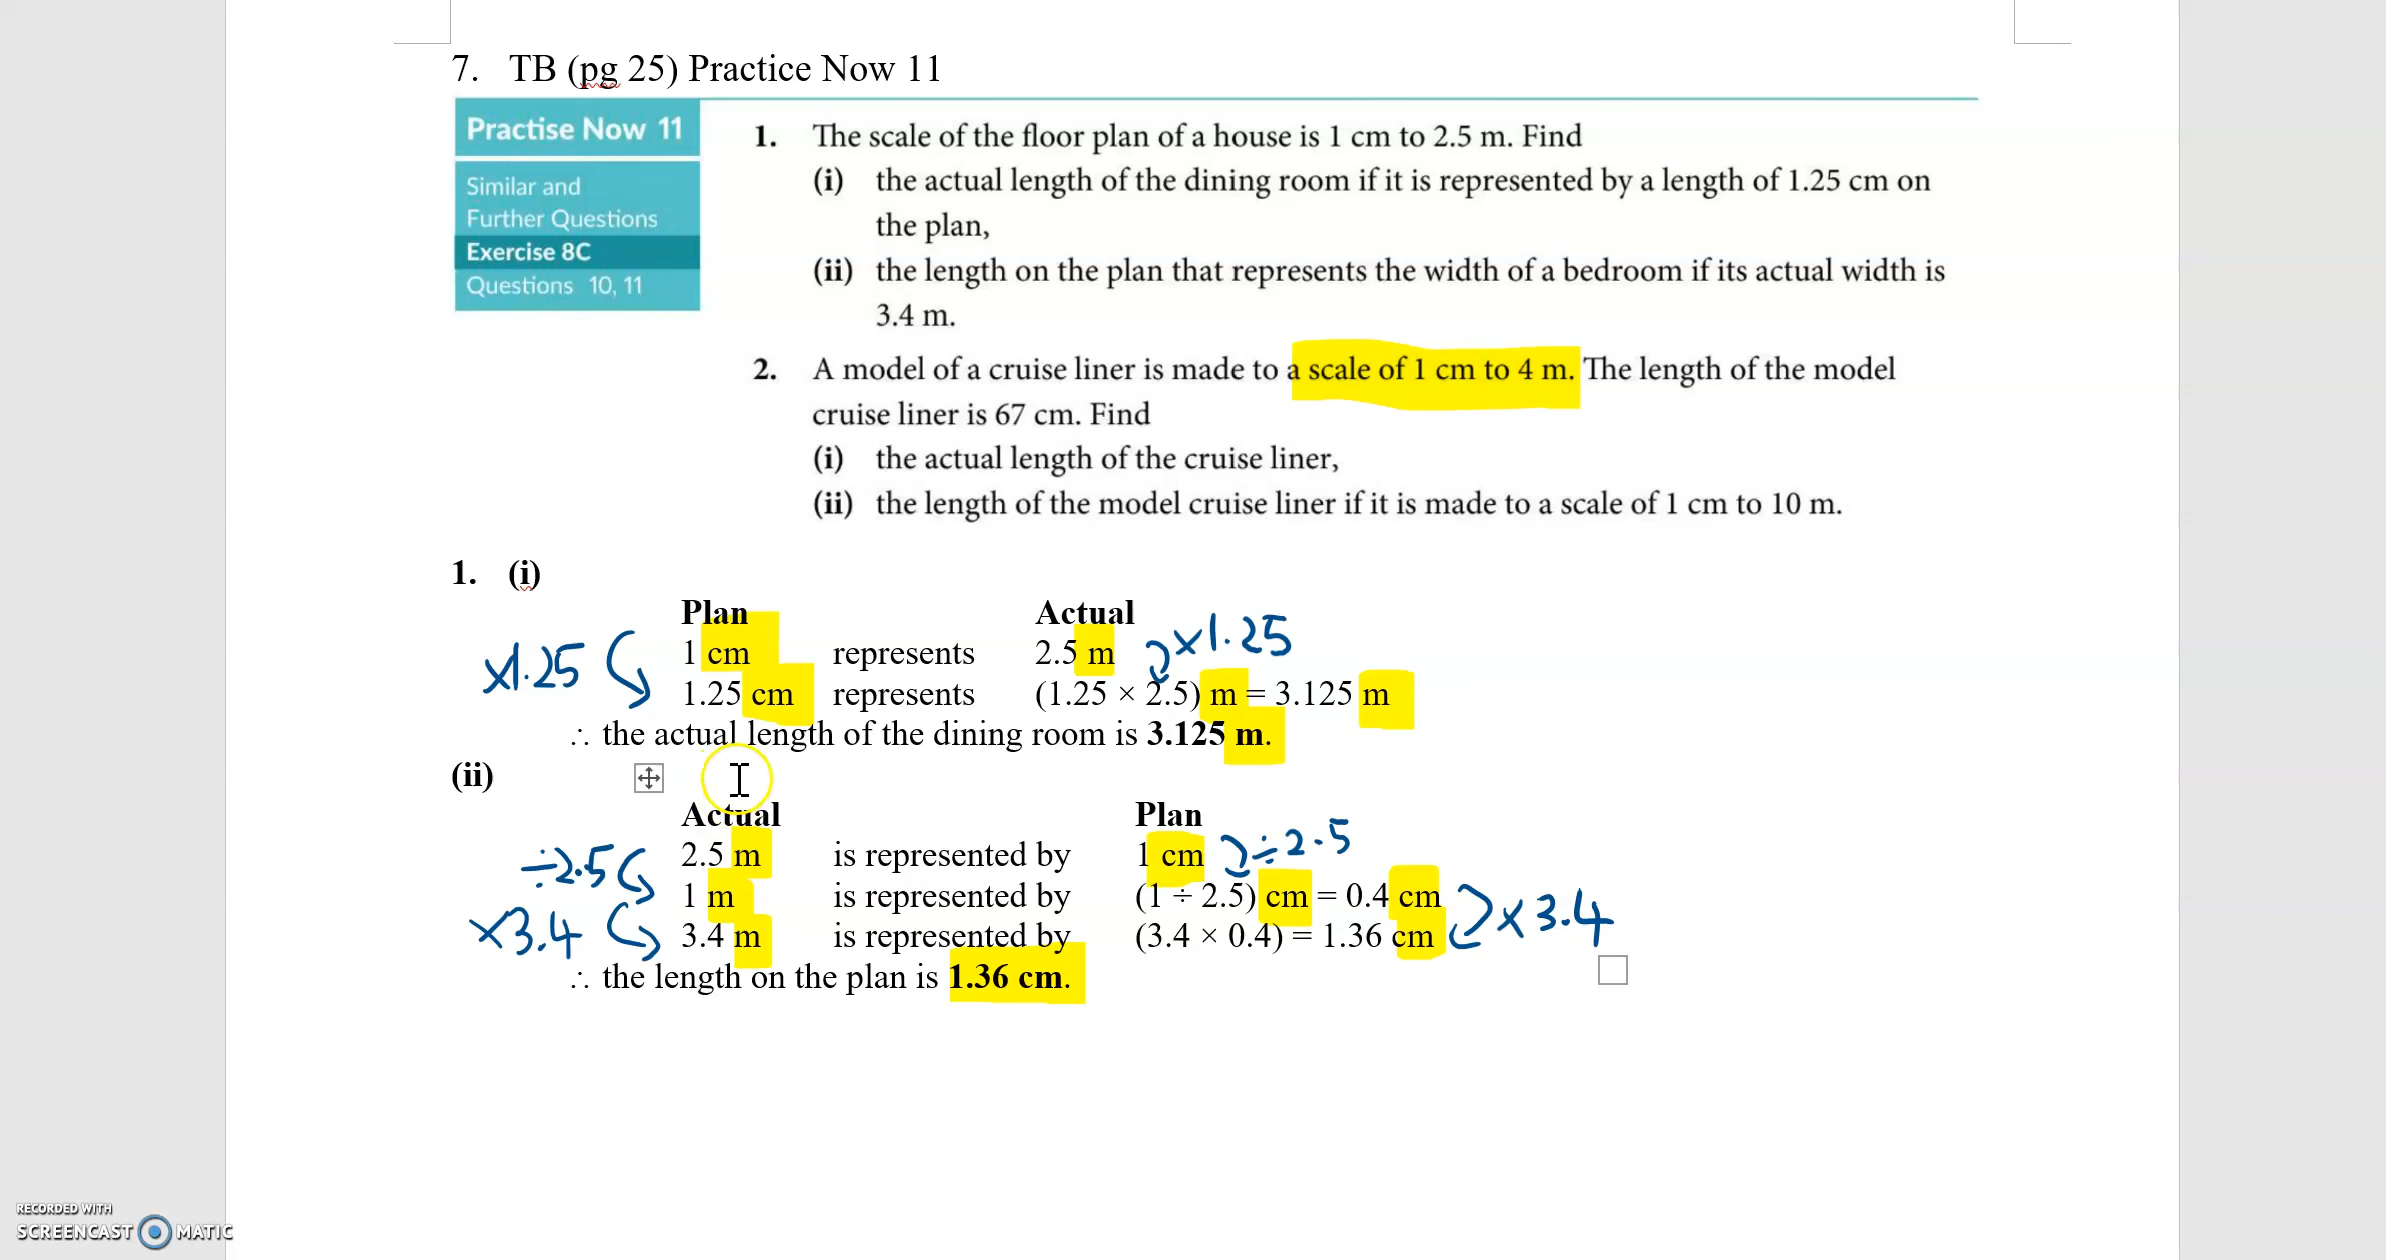 7. TB (pg 25) Practice Now 11
Practise Now 11
Similar and
Further Questions
Exercise 8C
Questions 10, 11
1. The scale of the floor plan of a house is 1 cm to 2.5 m. Find
(i) the actual length of the dining room if it is represented by a length of 1.25 cm on
the plan,
(ii) the length on the plan that represents the width of a bedroom if its actual width is
3.4 m.
2. A model of a cruise liner is made to a scale of 1 cm to 4 m. The length of the model
cruise liner is 67 cm. Find
(i) the actual length of the cruise liner,
(ii) the length of the model cruise liner if it is made to a scale of 1 cm to 10 m.
1. (i)
Plan Actual
×1.25 1 cm represents 2.5 m ×1.25
1.25 cm represents (1.25 × 2.5) m = 3.125 m
∴ the actual length of the dining room is 3.125 m.
(ii)
Actual Plan
÷2.5 2.5 m is represented by 1 cm ÷2.5
1 m is represented by (1 ÷ 2.5) cm = 0.4 cm
×3.4 3.4 m is represented by (3.4 × 0.4) = 1.36 cm ×3.4
∴ the length on the plan is 1.36 cm.
RECORDED WITH
SCREENCAST MATIC